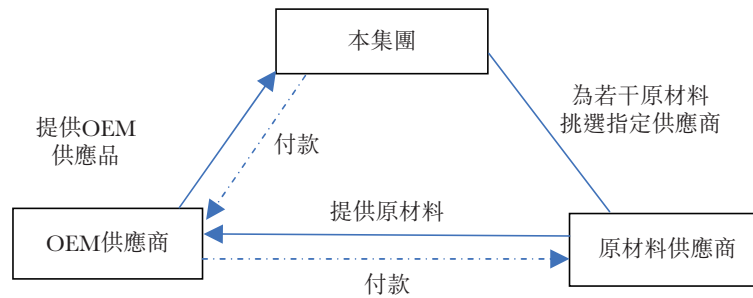 本集團
提供OEM
供應品
付款
為若干原材料
挑選指定供應商
提供原材料
OEM供應商
原材料供應商
付款